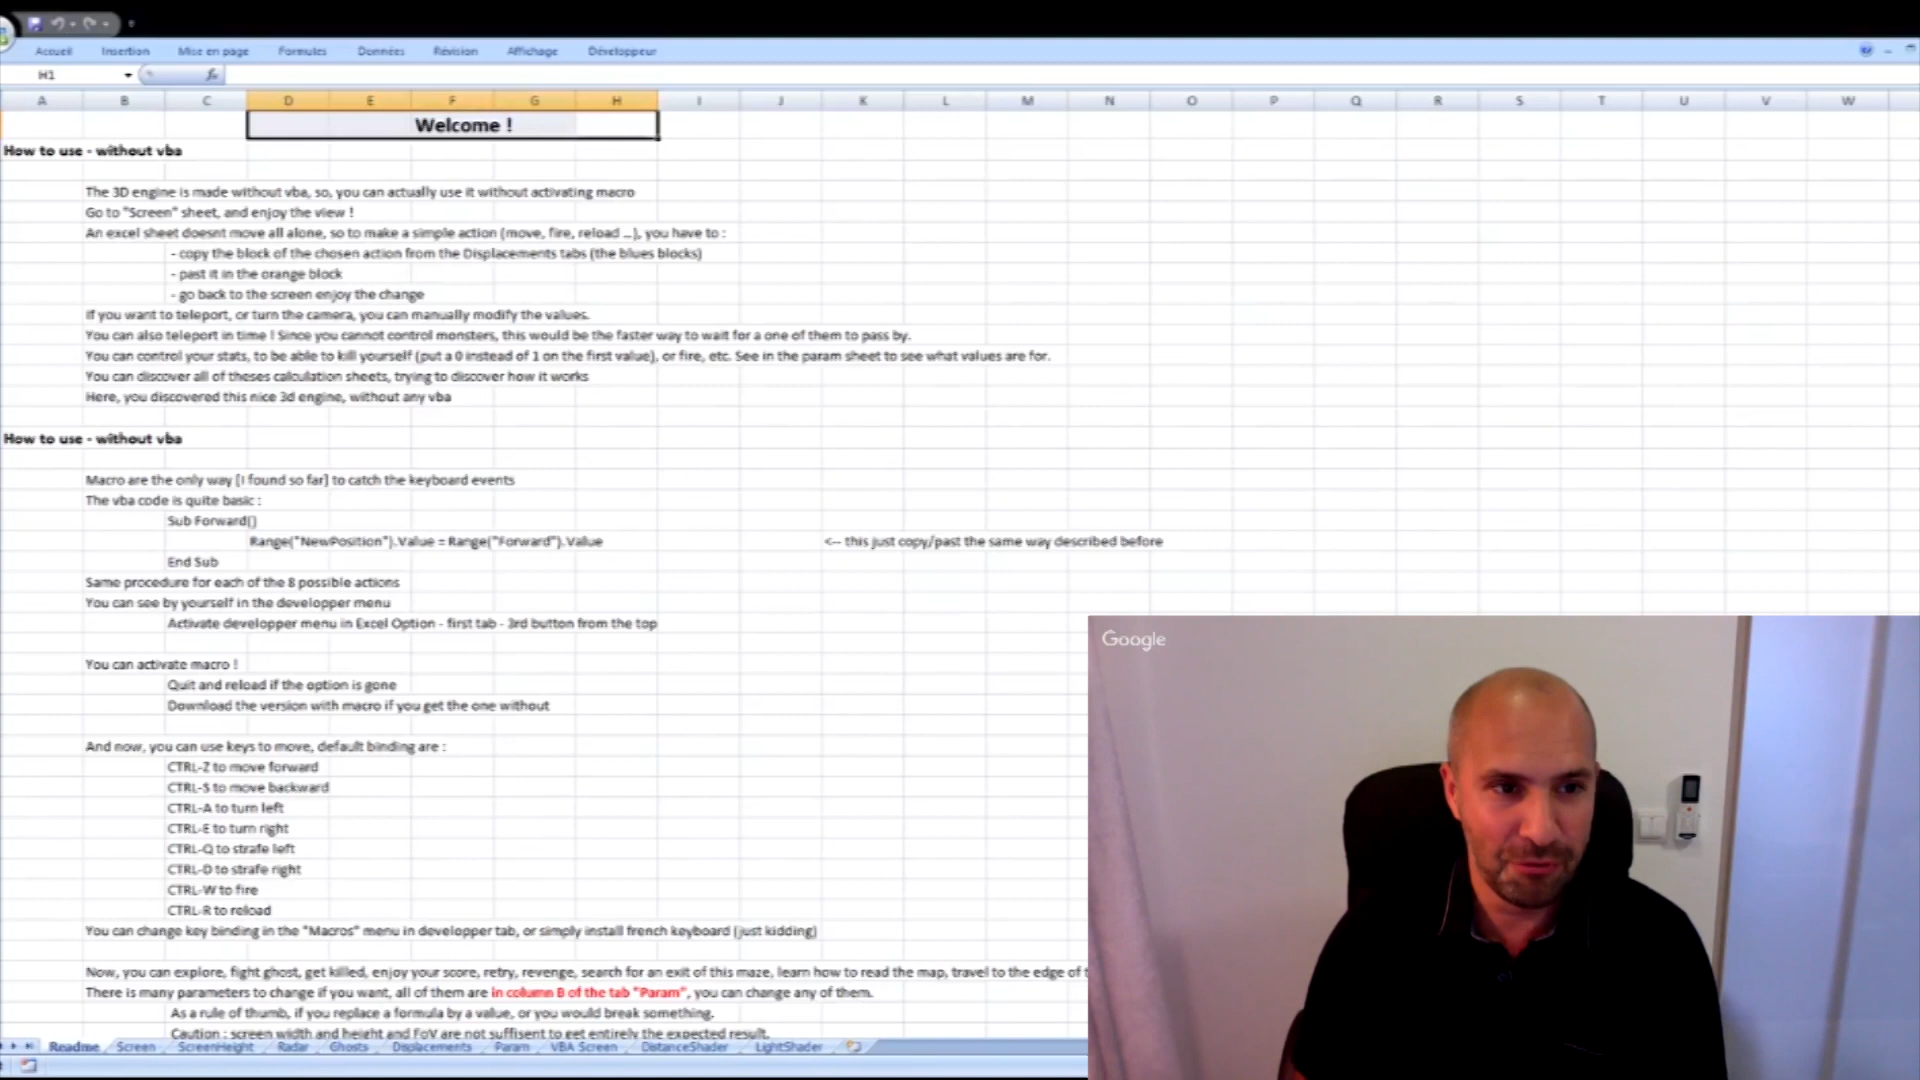 Accueil Insertion Mise en page Formules Données Révision Affichage Développeur
H1 fx
A B C D E F G H I J K L M N O P Q R S T U V W
Welcome !
How to use - without vba
The 3D engine is made without vba, so, you can actually use it without activating macro
Go to "Screen" sheet, and enjoy the view !
An excel sheet doesnt move all alone, so to make a simple action (move, fire, reload ...), you have to :
- copy the block of the chosen action from the Displacements tabs (the blues blocks)
- past it in the orange block
- go back to the screen enjoy the change
If you want to teleport, or turn the camera, you can manually modify the values.
You can also teleport in time ! Since you cannot control monsters, this would be the faster way to wait for a one of them to pass by.
You can control your stats, to be able to kill yourself (put a 0 instead of 1 on the first value), or fire, etc. See in the param sheet to see what values are for.
You can discover all of theses calculation sheets, trying to discover how it works
Here, you discovered this nice 3d engine, without any vba
How to use - without vba
Macro are the only way [I found so far] to catch the keyboard events
The vba code is quite basic :
Sub Forward()
Range("NewPosition").Value = Range("Forward").Value <-- this just copy/past the same way described before
End Sub
Same procedure for each of the 8 possible actions
You can see by yourself in the developper menu
Activate developper menu in Excel Option - first tab - 3rd button from the top
You can activate macro !
Quit and reload if the option is gone
Download the version with macro if you get the one without
And now, you can use keys to move, default binding are :
CTRL-Z to move forward
CTRL-S to move backward
CTRL-A to turn left
CTRL-E to turn right
CTRL-Q to strafe left
CTRL-D to strafe right
CTRL-W to fire
CTRL-R to reload
You can change key binding in the "Macros" menu in developper tab, or simply install french keyboard (just kidding)
Now, you can explore, fight ghost, get killed, enjoy your score, retry, revenge, search for an exit of this maze, learn how to read the map, travel to the edge of
There is many parameters to change if you want, all of them are in column B of the tab "Param", you can change any of them.
As a rule of thumb, if you replace a formula by a value, or you would break something.
Caution : screen width and height and FoV are not suffisent to get entirely the expected result.
Readme Screen ScreenHeight Radar Ghosts Displacements Param VBA Screen DistanceShader LightShader
Google